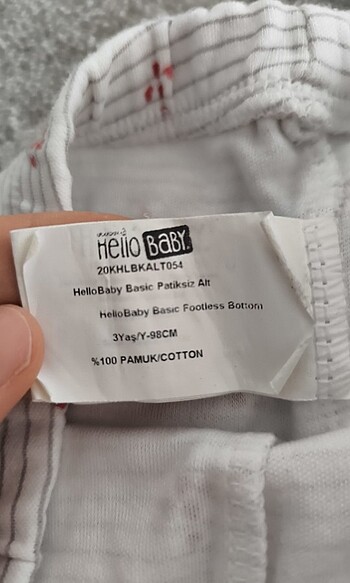 Hello BABY
20KHLBKALT054
HelloBaby Basic Patiksiz Alt
HelloBaby Basic Footless Bottom
3Yaş/Y-98CM
%100 PAMUK/COTTON